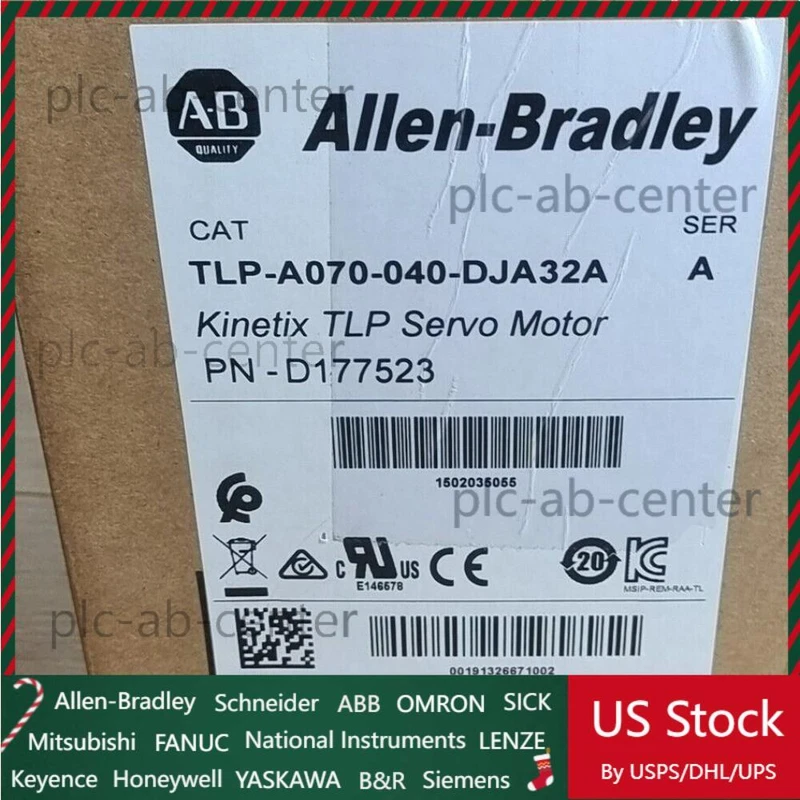 plc-ab-center
A-B
QUALITY
Allen-Bradley
plc-ab-center
CAT
SER
TLP-A070-040-DJA32A A
Kinetix TLP Servo Motor
plc-ab-center
PN - D177523
1502035055
plc-ab-center
c UR US CE 20
E146578
MSIP-REM-RAA-TL
plc-ab-center
00191326671002
Allen-Bradley Schneider ABB OMRON SICK
Mitsubishi FANUC National Instruments LENZE
Keyence Honeywell YASKAWA B&R Siemens
US Stock
By USPS/DHL/UPS